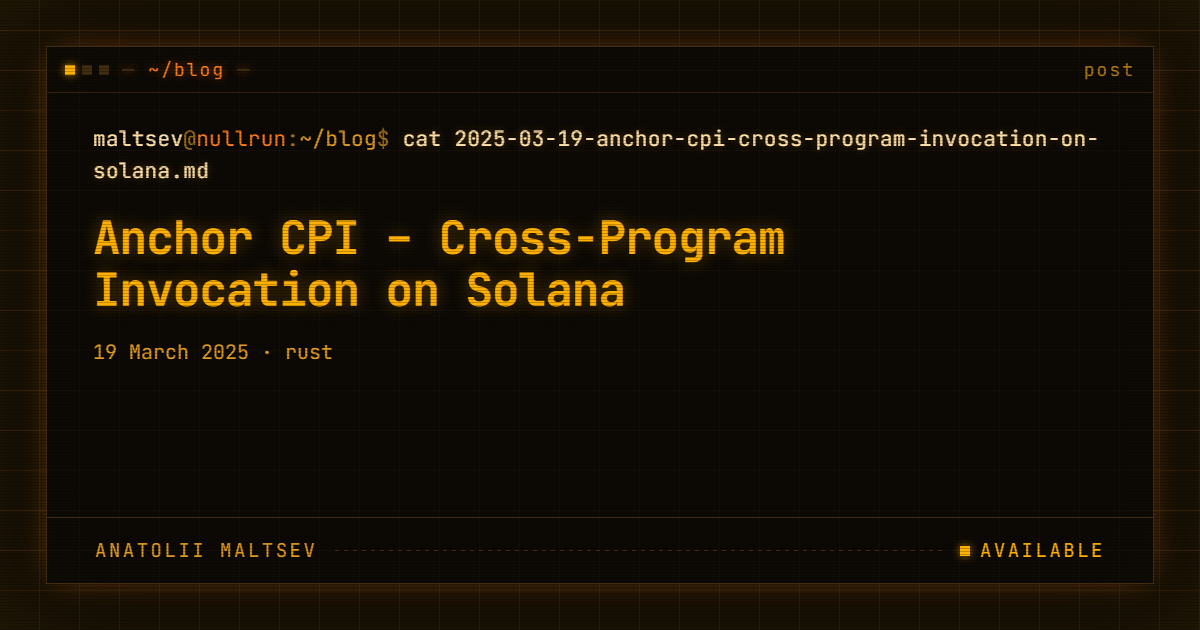 — ~/blog —
post
maltsev@nullrun:~/blog$ cat 2025-03-19-anchor-cpi-cross-program-invocation-on-
solana.md
Anchor CPI — Cross-Program
Invocation on Solana
19 March 2025 · rust
ANATOLII MALTSEV
AVAILABLE